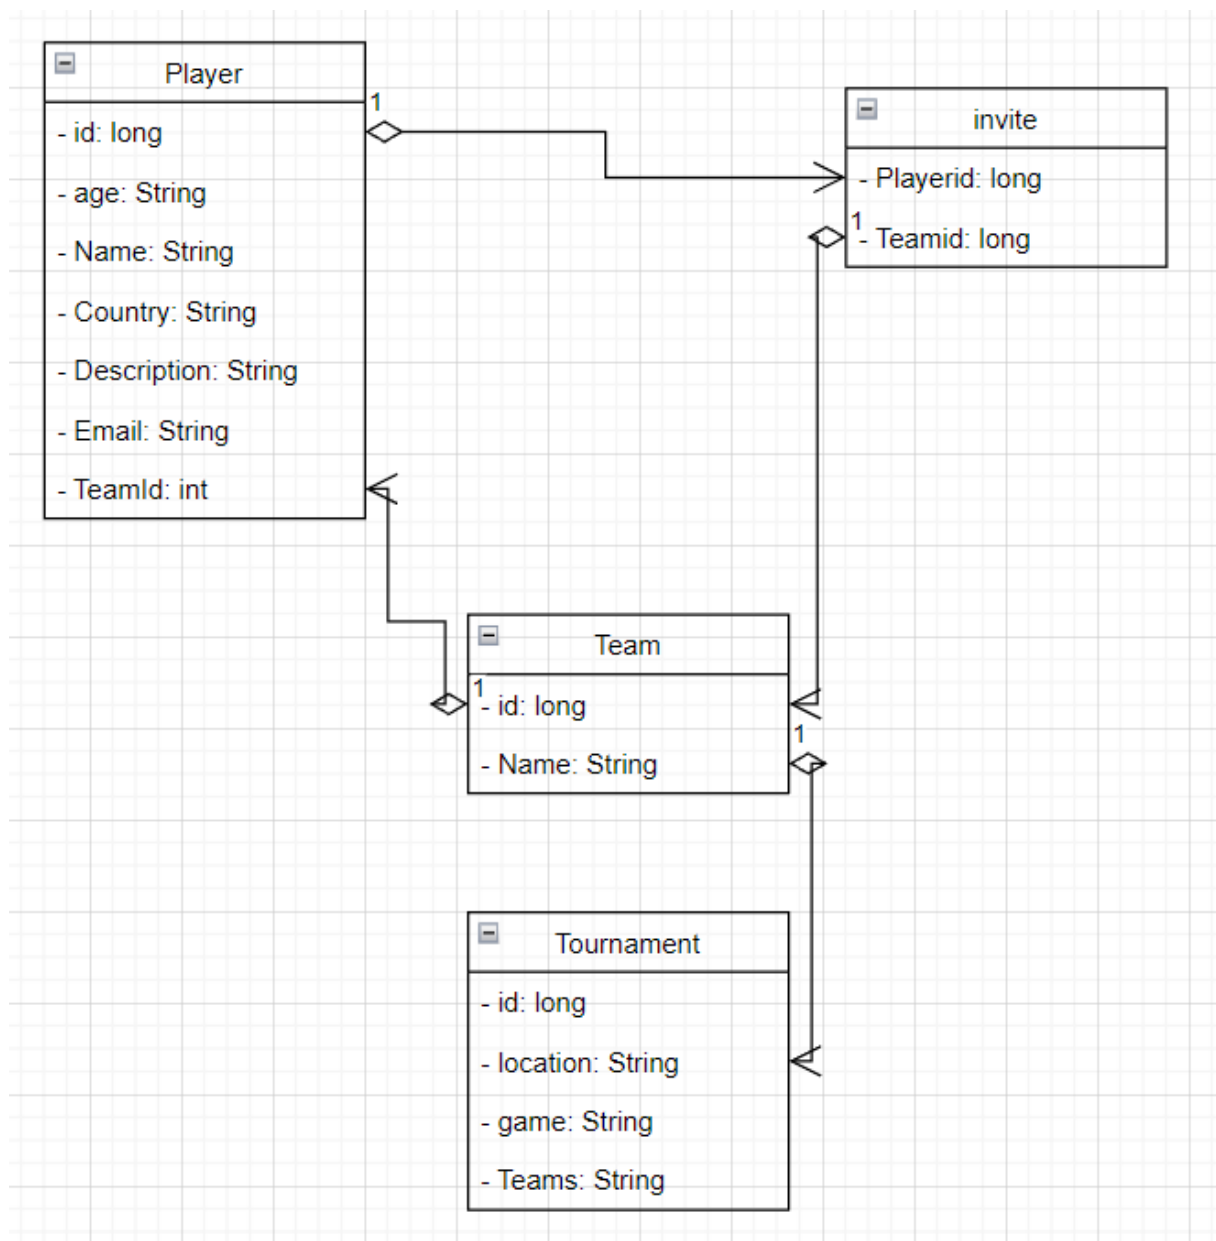 Player
- id: long
- age: String
- Name: String
- Country: String
- Description: String
- Email: String
- TeamId: int
1
invite
- Playerid: long
- Teamid: long
1
Team
- id: long
- Name: String
1
1
Tournament
- id: long
- location: String
- game: String
- Teams: String